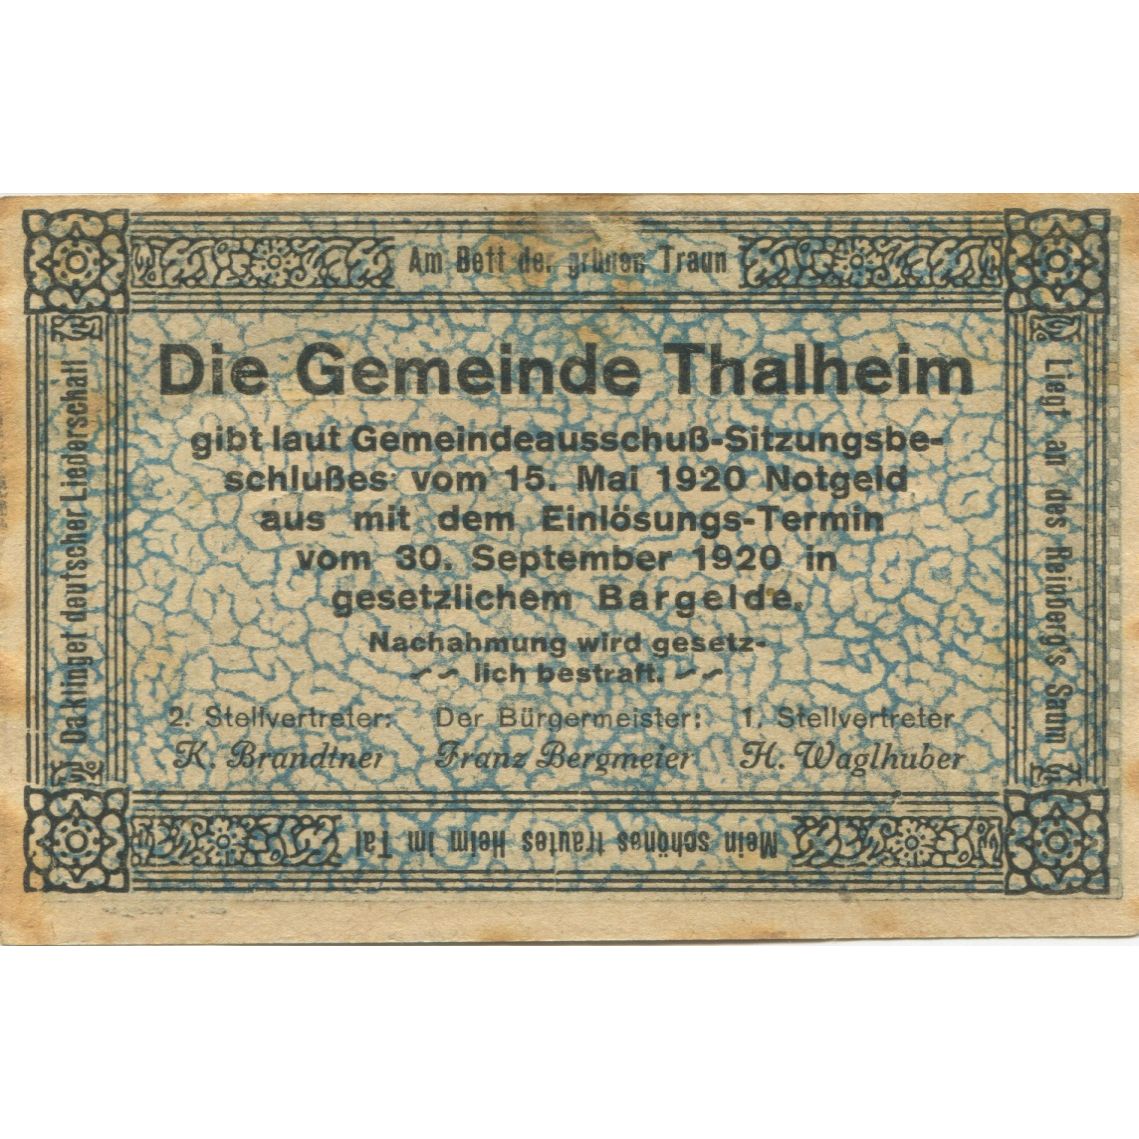 Am Bett der grünen Traun
Liegt an des Reinberg's Saum
Mein schönes trautes Heim im Tal
Da klinget deutscher Liederschall
Die Gemeinde Thalheim
gibt laut Gemeindeausschuß-Sitzungsbe-
schlußes vom 15. Mai 1920 Notgeld
aus mit dem Einlösungs-Termin
vom 30. September 1920 in
gesetzlichem Bargelde.
Nachahmung wird gesetz-
lich bestraft.
2. Stellvertreter: Der Bürgermeister: 1. Stellvertreter
K. Brandtner Franz Bergmeier H. Waglhuber